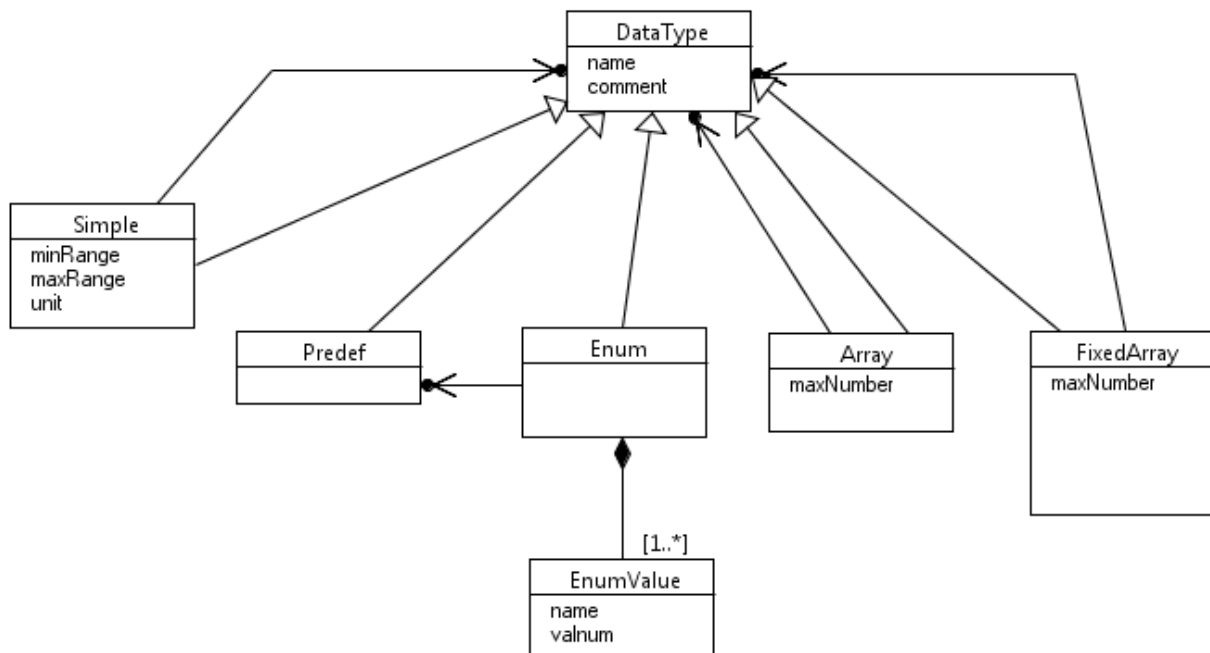 DataType
name
comment
Simple
minRange
maxRange
unit
Predef
Enum
Array
maxNumber
FixedArray
maxNumber
[1..*]
EnumValue
name
valnum